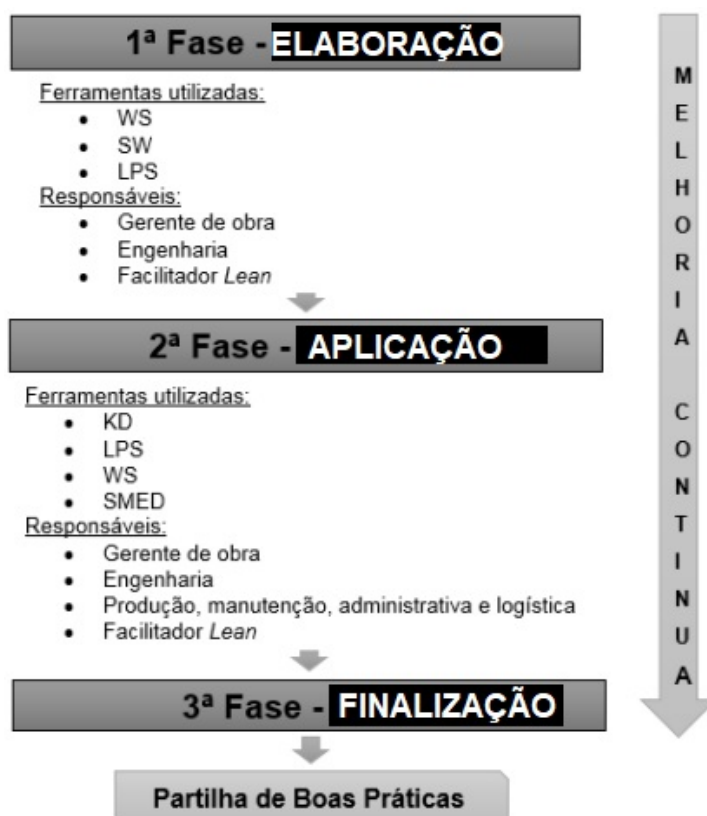 1ª Fase - ELABORAÇÃO
Ferramentas utilizadas:
• WS
• SW
• LPS
Responsáveis:
• Gerente de obra
• Engenharia
• Facilitador Lean
2ª Fase - APLICAÇÃO
Ferramentas utilizadas:
• KD
• LPS
• WS
• SMED
Responsáveis:
• Gerente de obra
• Engenharia
• Produção, manutenção, administrativa e logística
• Facilitador Lean
3ª Fase - FINALIZAÇÃO
Partilha de Boas Práticas
MELHORIA CONTINUA